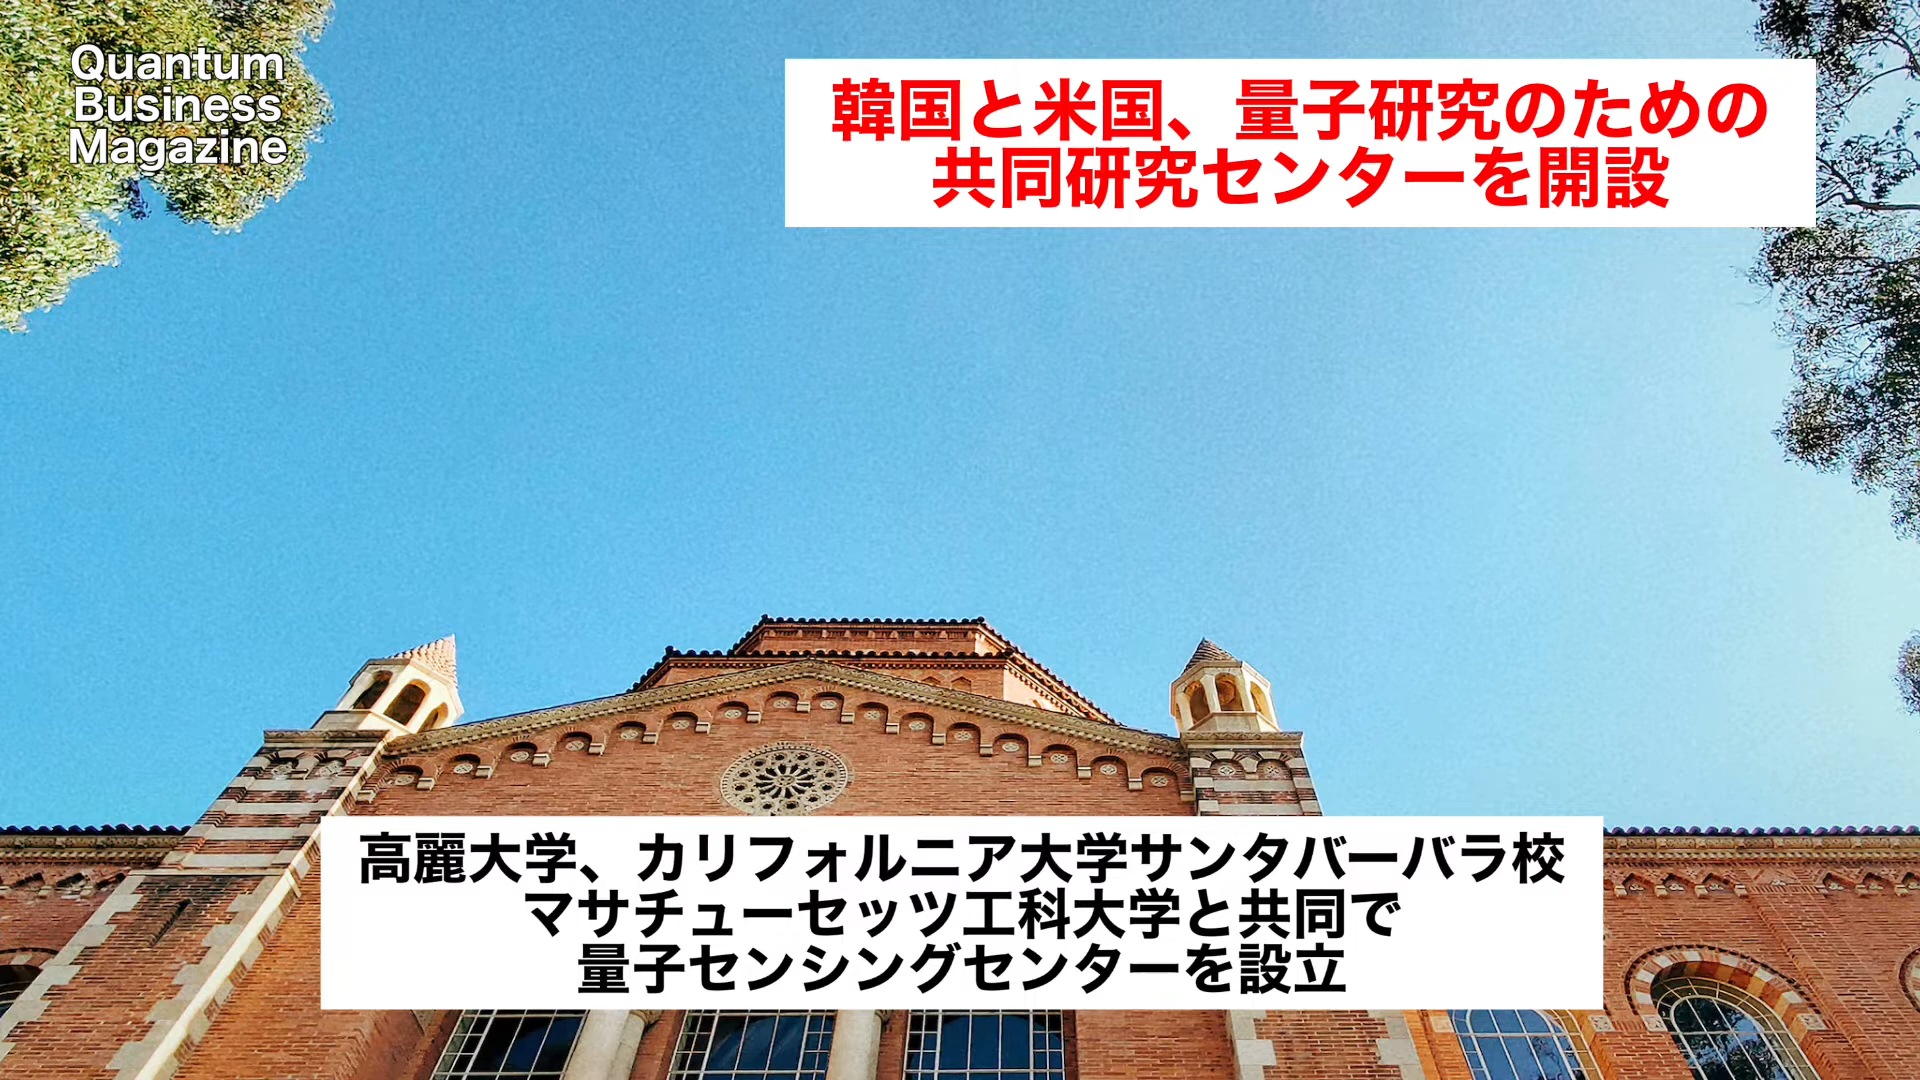 Quantum
Business
Magazine
韓国と米国、量子研究のための
共同研究センターを開設
高麗大学、カリフォルニア大学サンタバーバラ校
マサチューセッツ工科大学と共同で
量子センシングセンターを設立